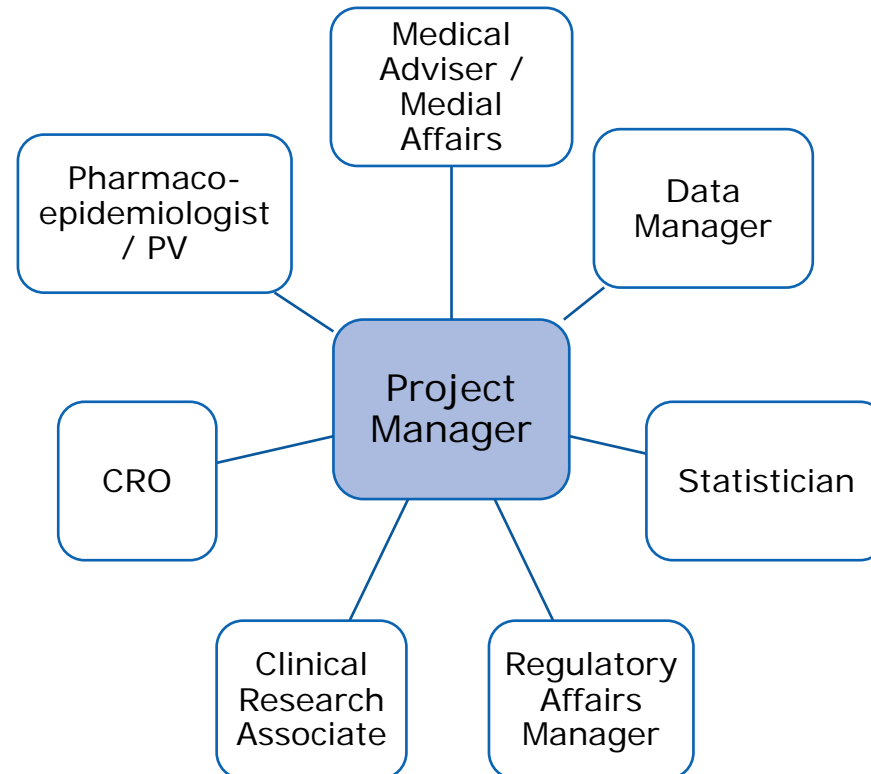 Medical
Adviser /
Medial
Affairs
Pharmaco-
epidemiologist
/ PV
Data
Manager
Project
Manager
CRO
Statistician
Clinical
Research
Associate
Regulatory
Affairs
Manager